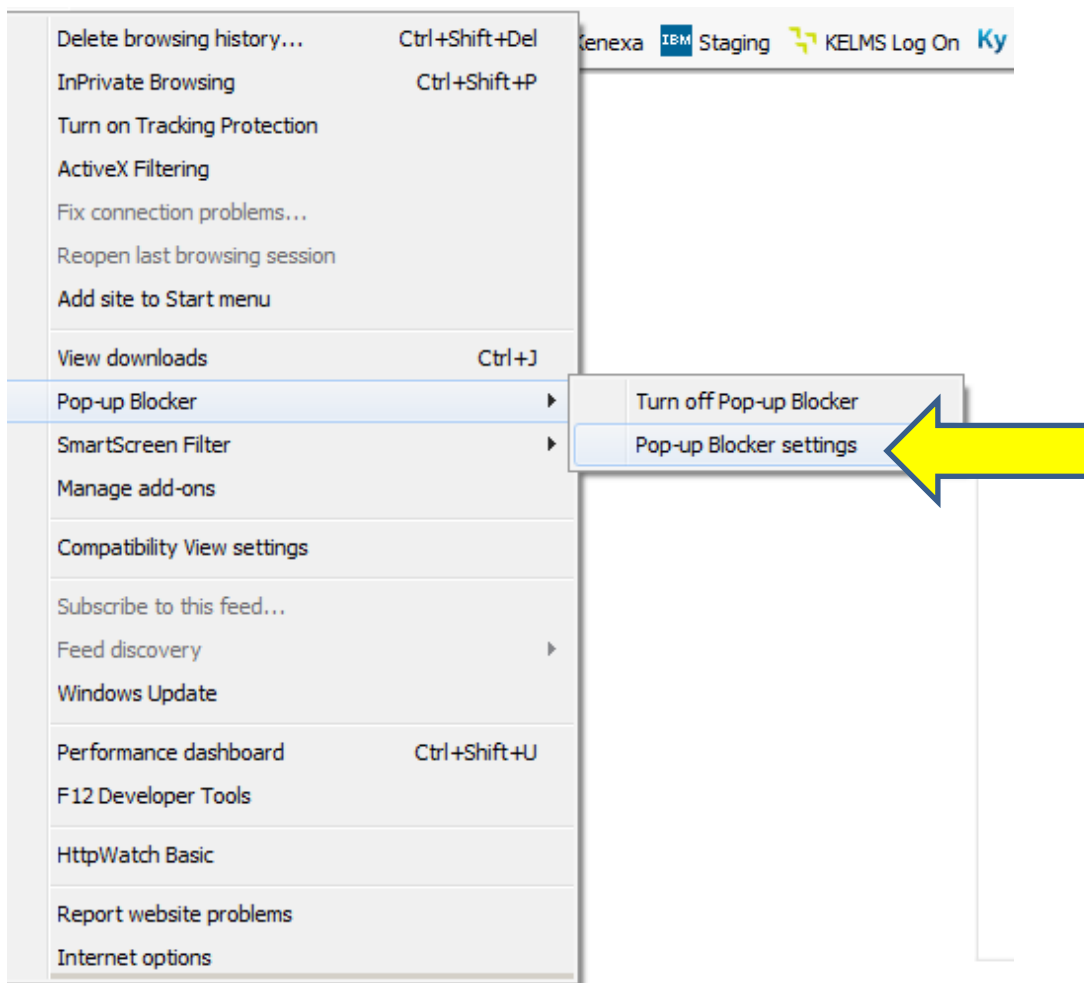 Delete browsing history... Ctrl+Shift+Del
InPrivate Browsing Ctrl+Shift+P
Turn on Tracking Protection
ActiveX Filtering
Fix connection problems...
Reopen last browsing session
Add site to Start menu
View downloads Ctrl+J
Pop-up Blocker
SmartScreen Filter
Manage add-ons
Compatibility View settings
Subscribe to this feed...
Feed discovery
Windows Update
Performance dashboard Ctrl+Shift+U
F12 Developer Tools
HttpWatch Basic
Report website problems
Internet options
Turn off Pop-up Blocker
Pop-up Blocker settings
enexa IBM Staging KELMS Log On Ky